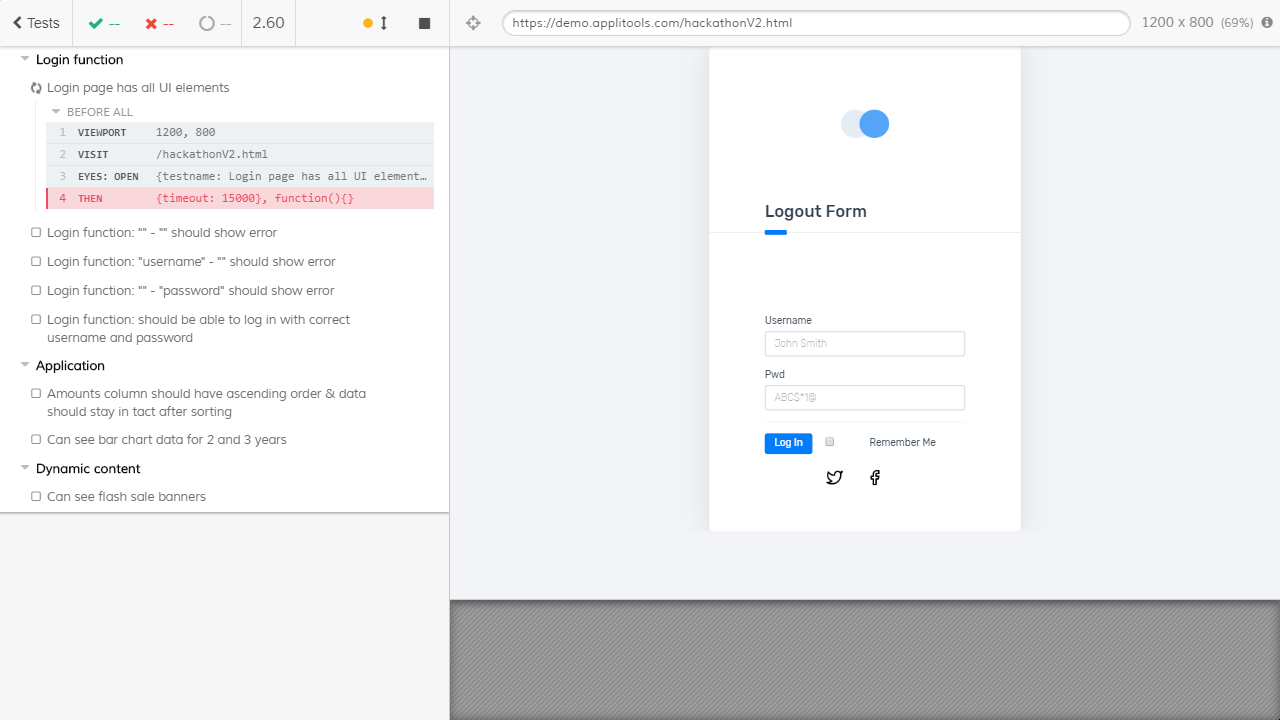 Tests -- -- -- 2.60
https://demo.applitools.com/hackathonV2.html 1200 x 800 (69%)
Login function
Login page has all UI elements
BEFORE ALL
1 VIEWPORT 1200, 800
2 VISIT /hackathonV2.html
3 EYES: OPEN {testname: Login page has all UI element…
4 THEN {timeout: 15000}, function(){}
Login function: "" - "" should show error
Login function: "username" - "" should show error
Login function: "" - "password" should show error
Login function: should be able to log in with correct
username and password
Application
Amounts column should have ascending order & data
should stay in tact after sorting
Can see bar chart data for 2 and 3 years
Dynamic content
Can see flash sale banners
Logout Form
Username
John Smith
Pwd
ABC$*1@
Log In Remember Me